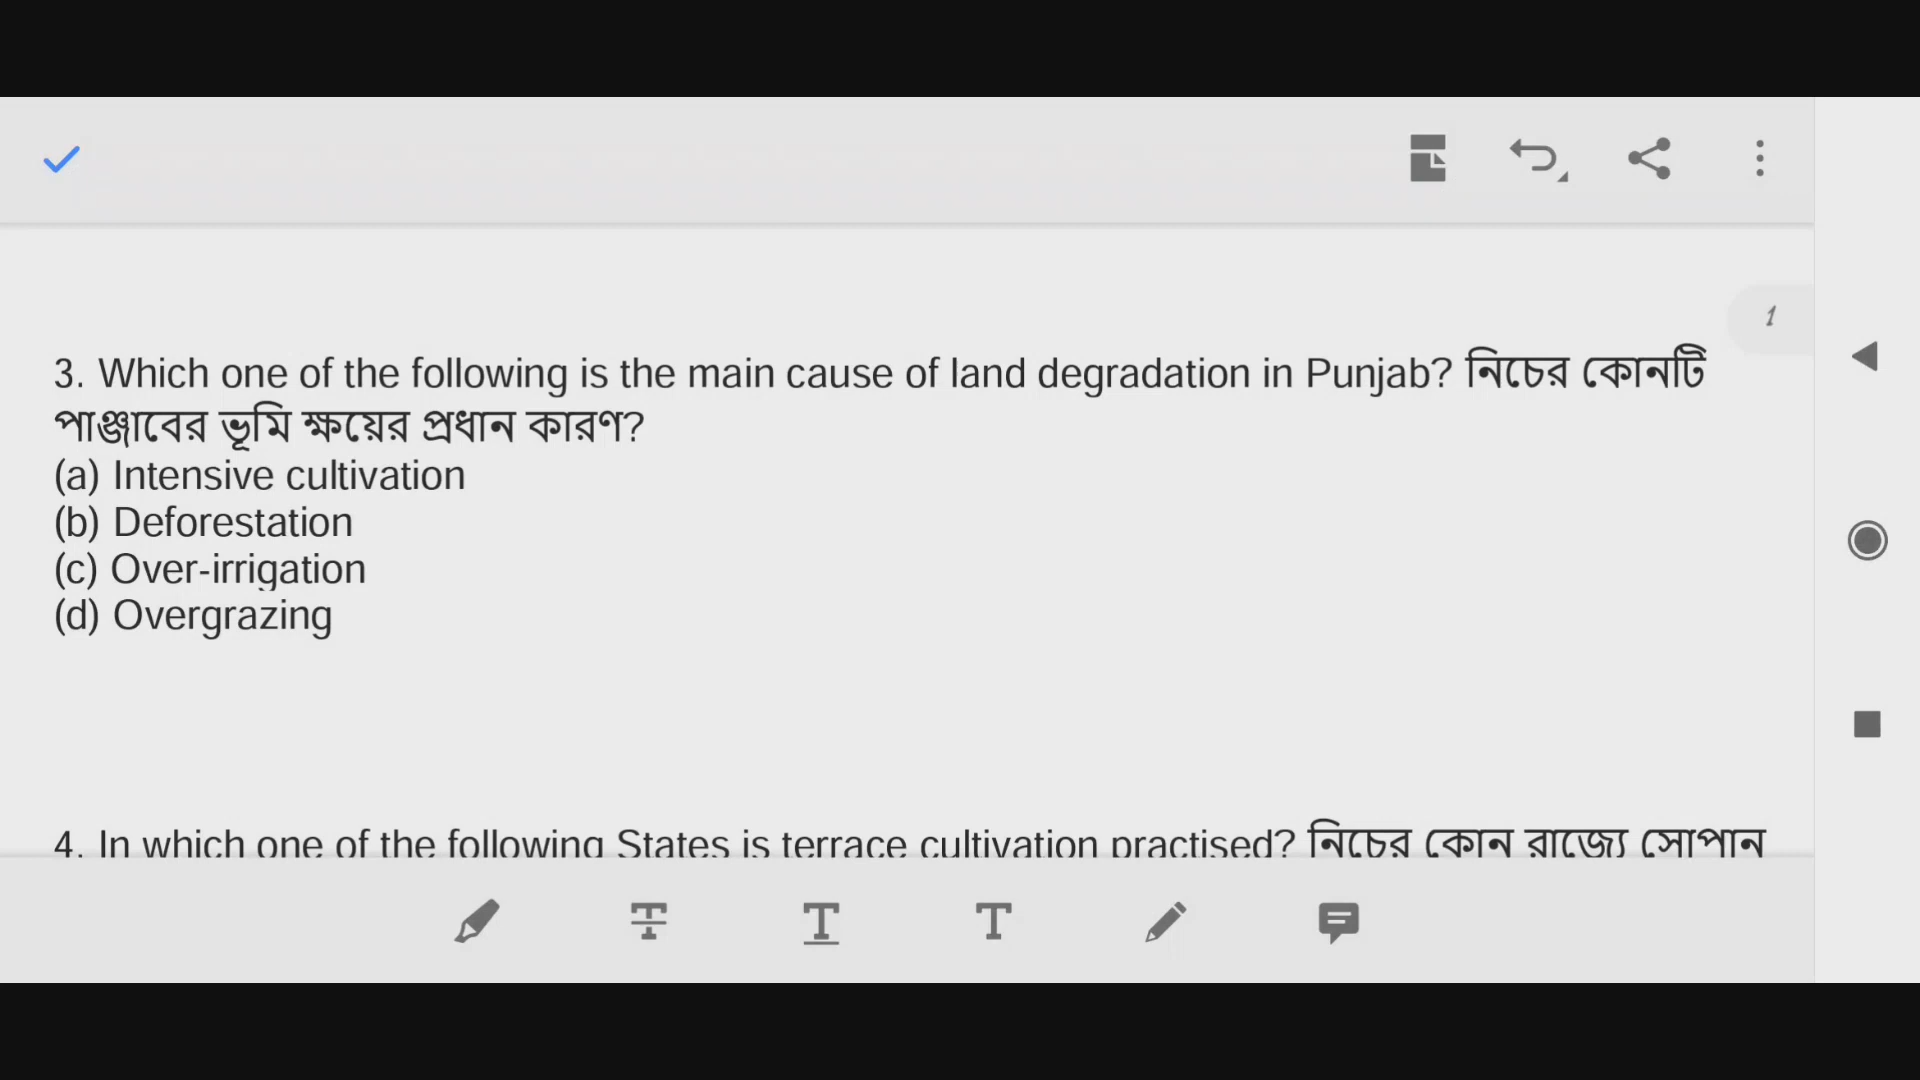 1
3. Which one of the following is the main cause of land degradation in Punjab? নিচের কোনটি
পাঞ্জাবের ভূমি ক্ষয়ের প্রধান কারণ?
(a) Intensive cultivation
(b) Deforestation
(c) Over-irrigation
(d) Overgrazing
4. In which one of the following States is terrace cultivation practised? নিচের কোন রাজ্যে সোপান